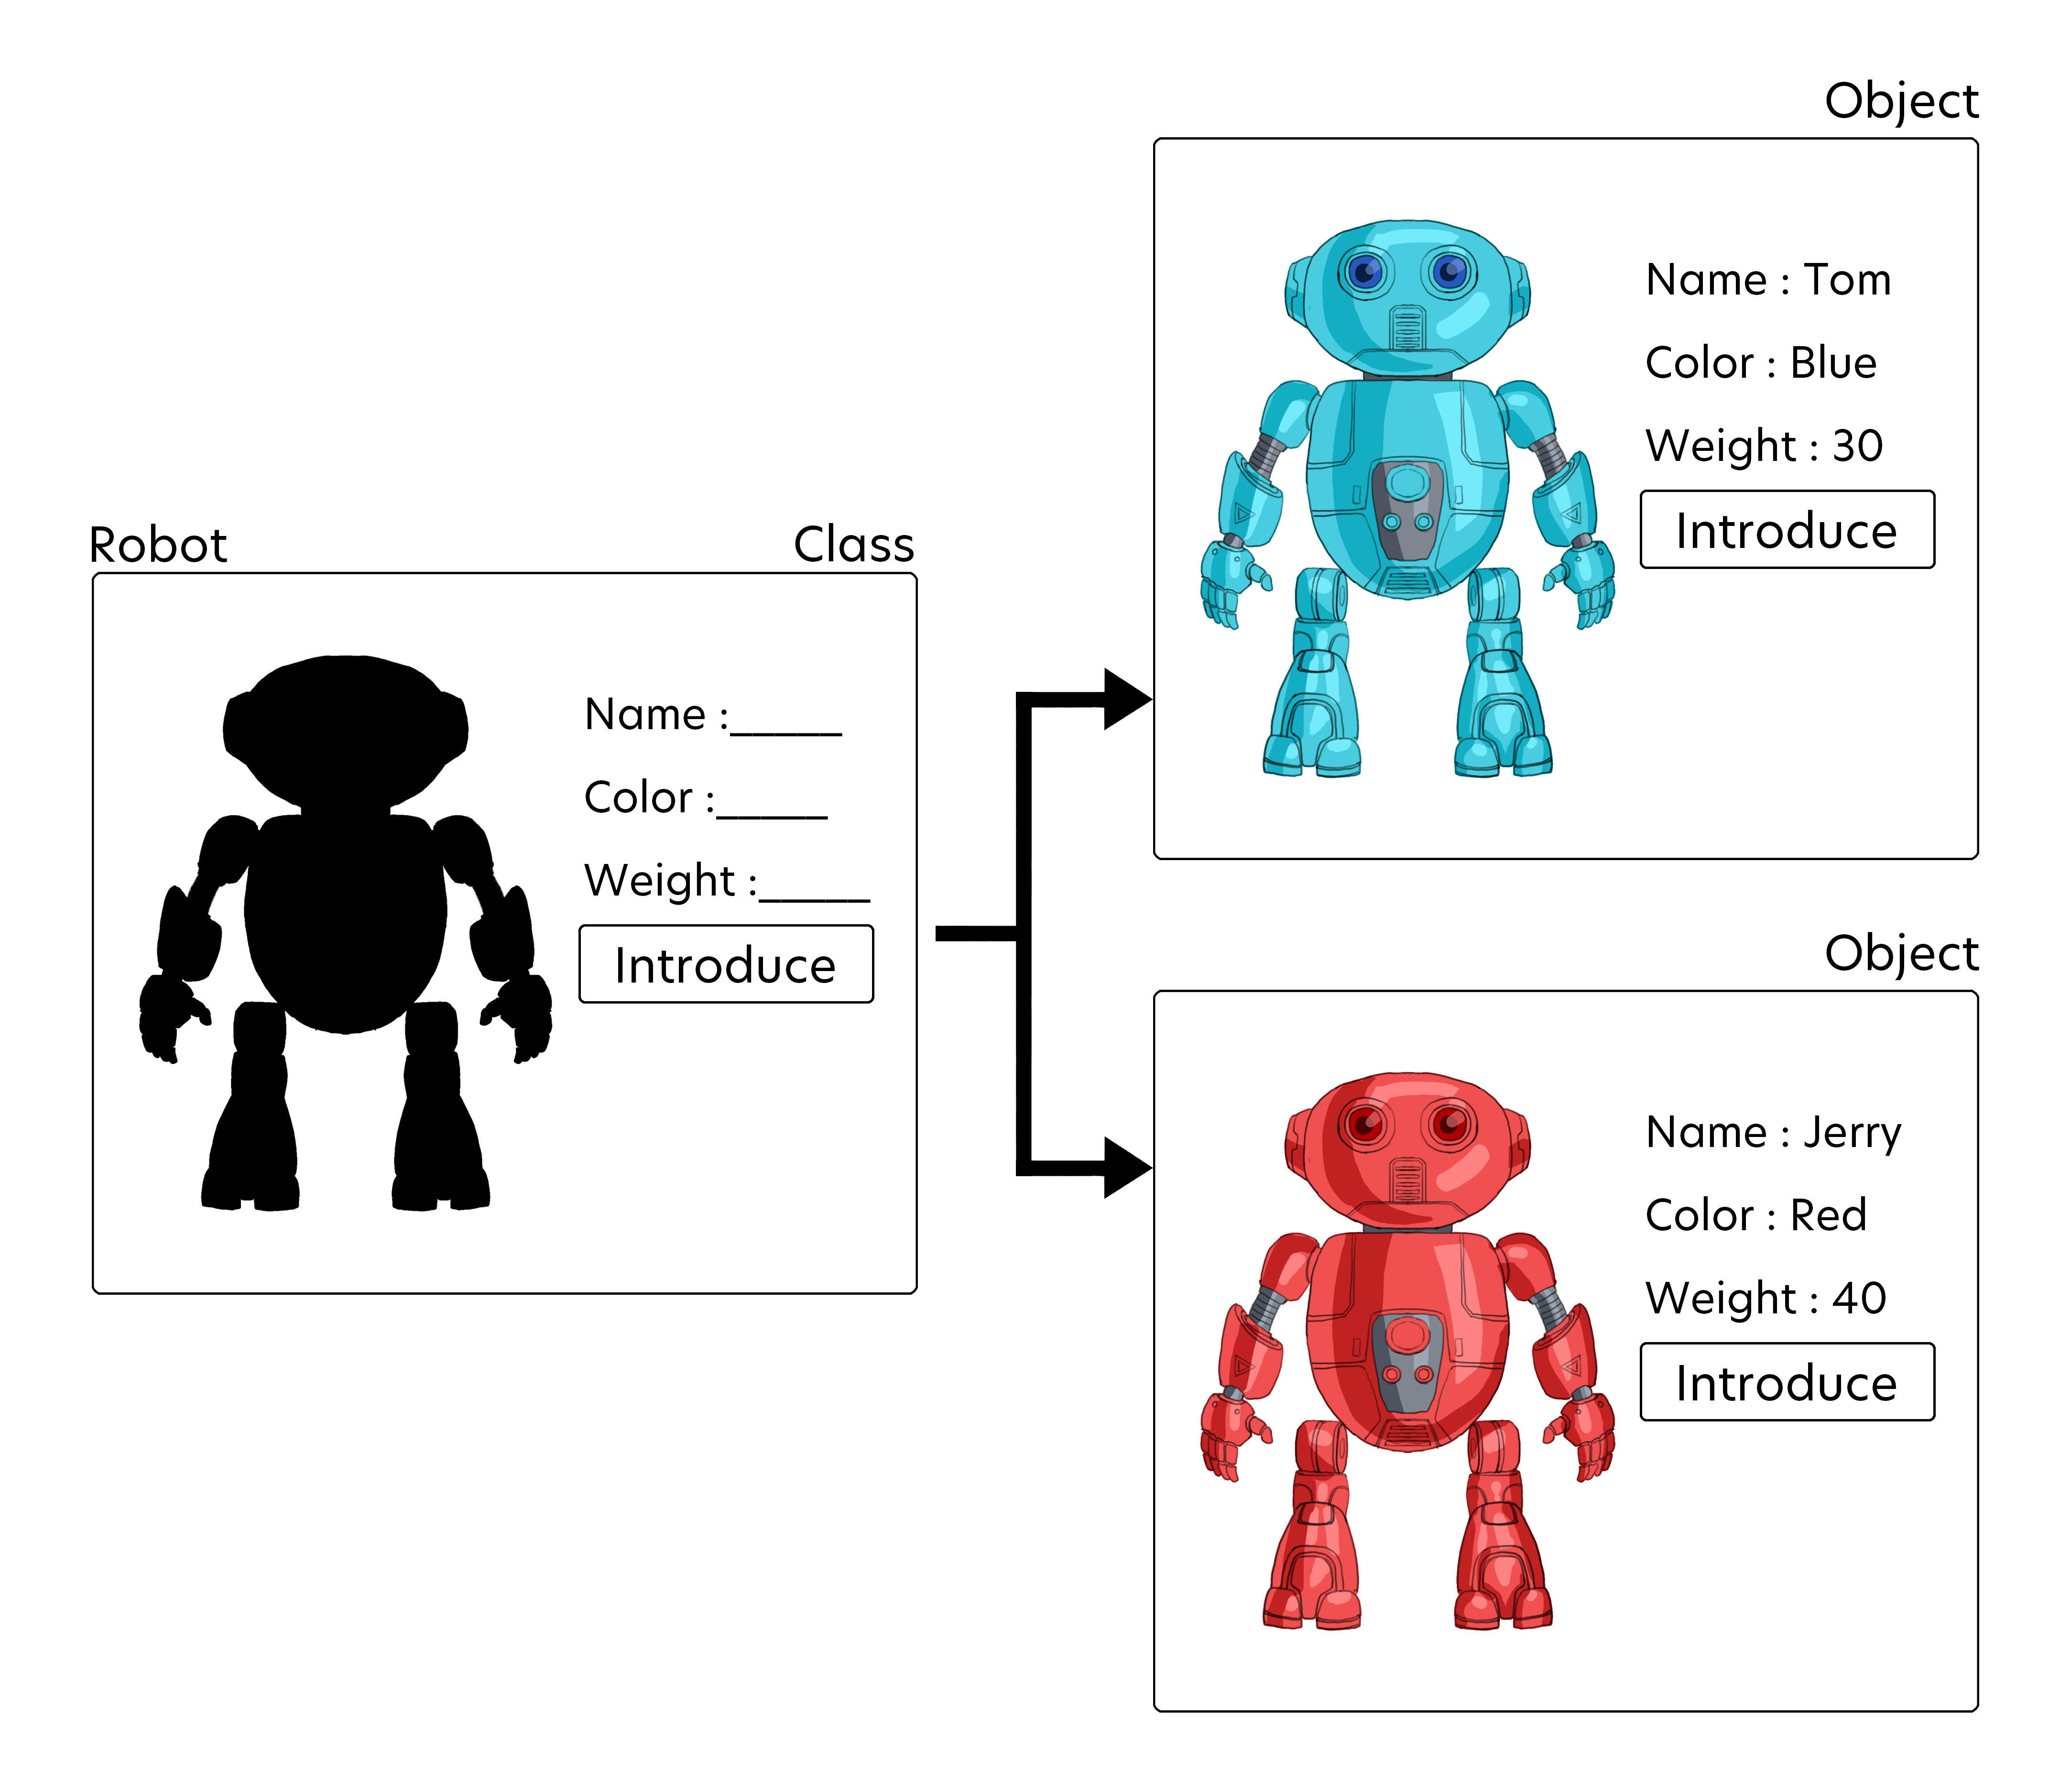 Robot
Class
Name :_____
Color :_____
Weight :_____
Introduce
Object
Name : Tom
Color : Blue
Weight : 30
Introduce
Object
Name : Jerry
Color : Red
Weight : 40
Introduce